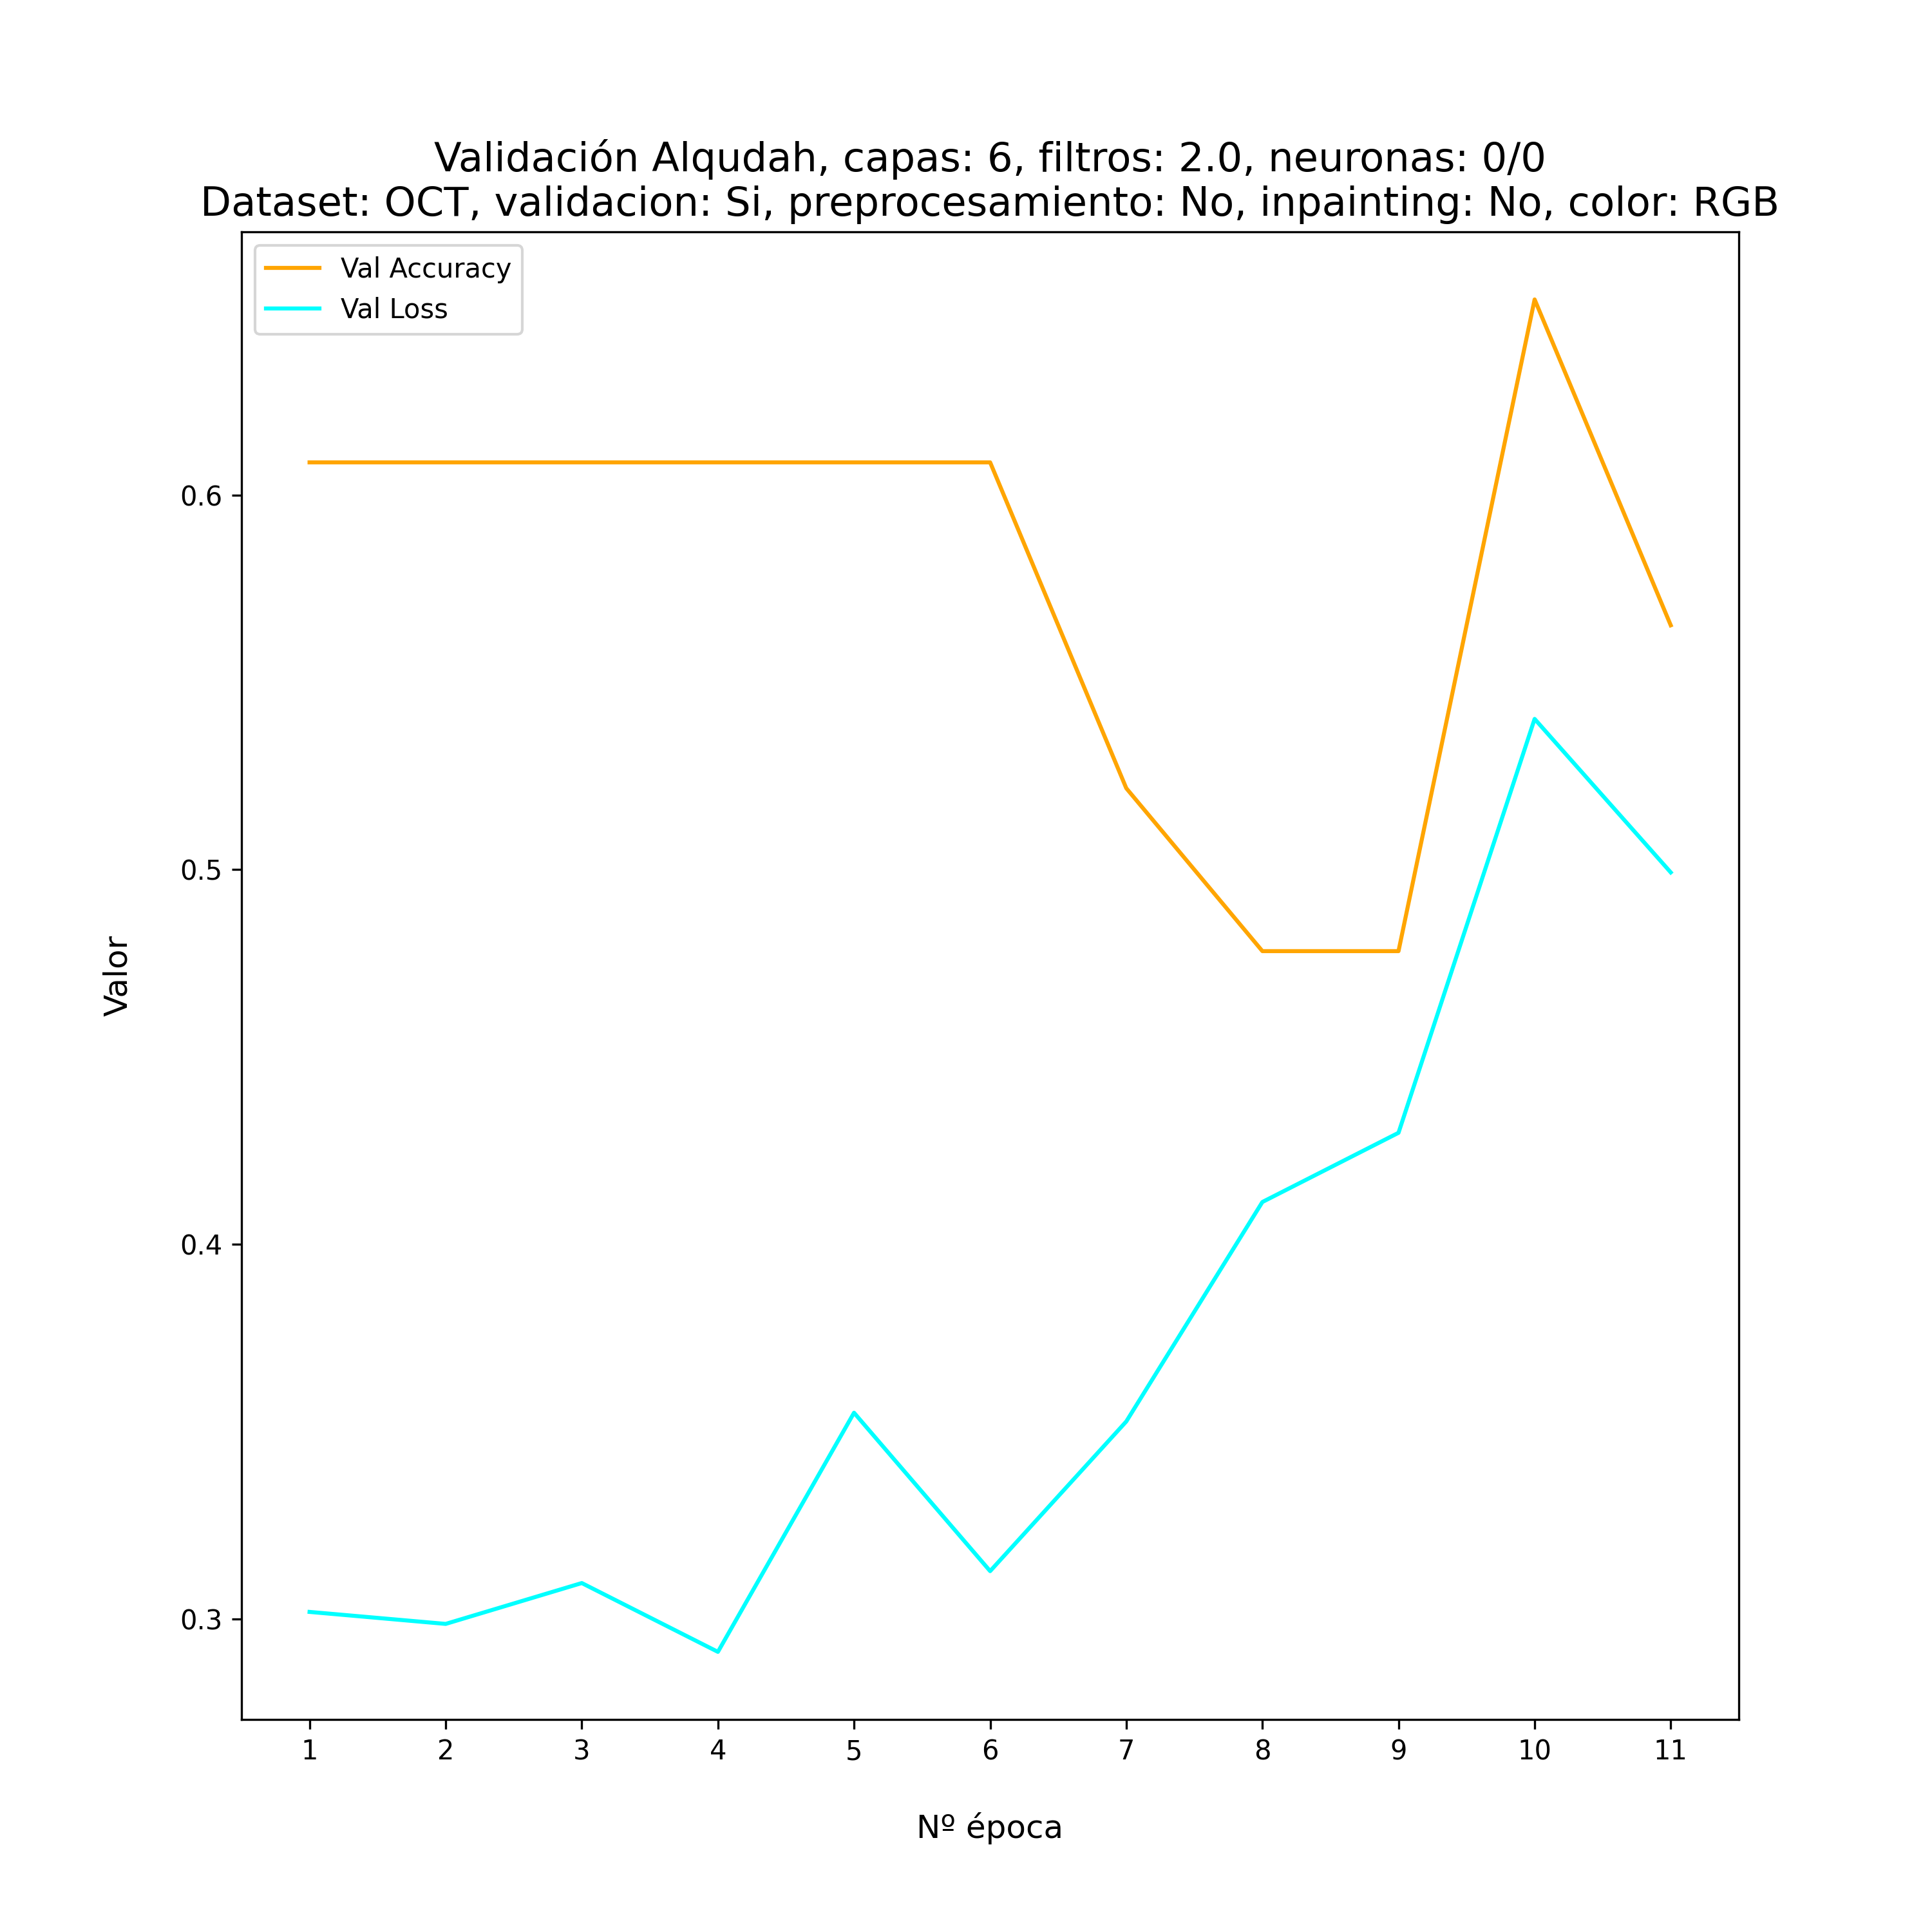 Validación Alqudah, capas: 6, filtros: 2.0, neuronas: 0/0
Dataset: OCT, validacion: Si, preprocesamiento: No, inpainting: No, color: RGB
Val Accuracy
Val Loss
0.6
0.5
0.4
0.3
Valor
1 2 3 4 5 6 7 8 9 10 11
Nº época